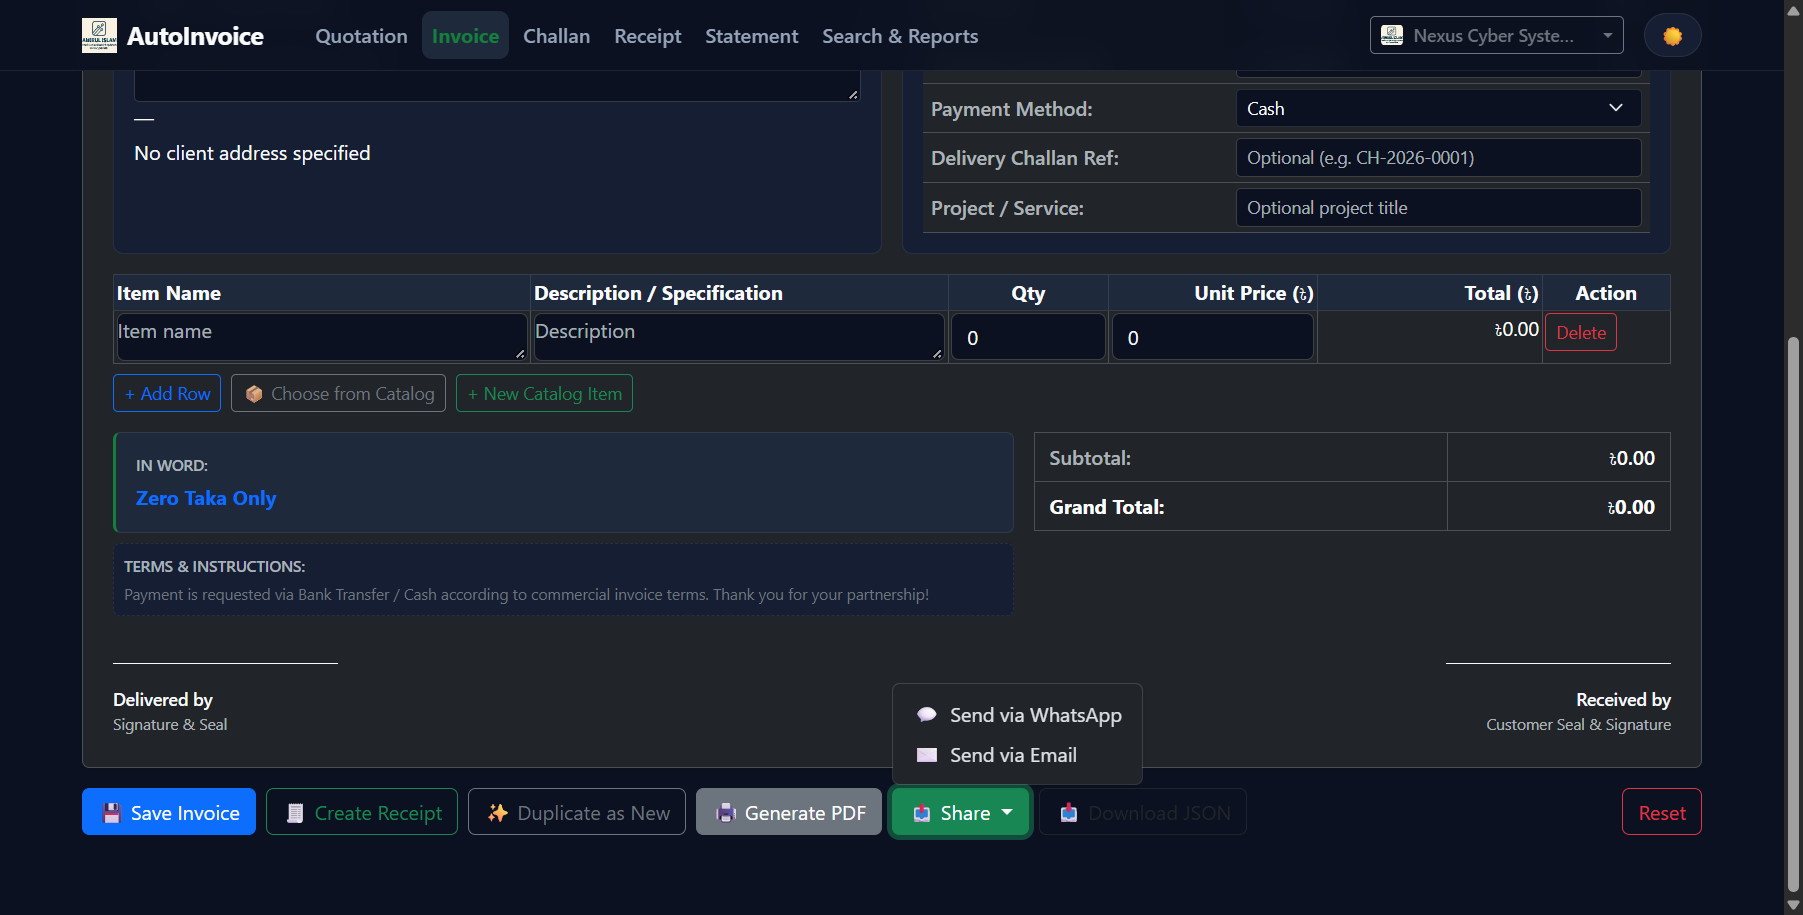 AutoInvoice Quotation Invoice Challan Receipt Statement Search & Reports Nexus Cyber Syste...
Payment Method: Cash
—
No client address specified
Delivery Challan Ref: Optional (e.g. CH-2026-0001)
Project / Service: Optional project title
Item Name Description / Specification Qty Unit Price (৳) Total (৳) Action
Item name Description 0 0 ৳0.00 Delete
+ Add Row Choose from Catalog + New Catalog Item
IN WORD:
Zero Taka Only
Subtotal: ৳0.00
Grand Total: ৳0.00
TERMS & INSTRUCTIONS:
Payment is requested via Bank Transfer / Cash according to commercial invoice terms. Thank you for your partnership!
Delivered by
Signature & Seal
Received by
Customer Seal & Signature
Send via WhatsApp
Send via Email
Save Invoice Create Receipt Duplicate as New Generate PDF Share Download JSON Reset